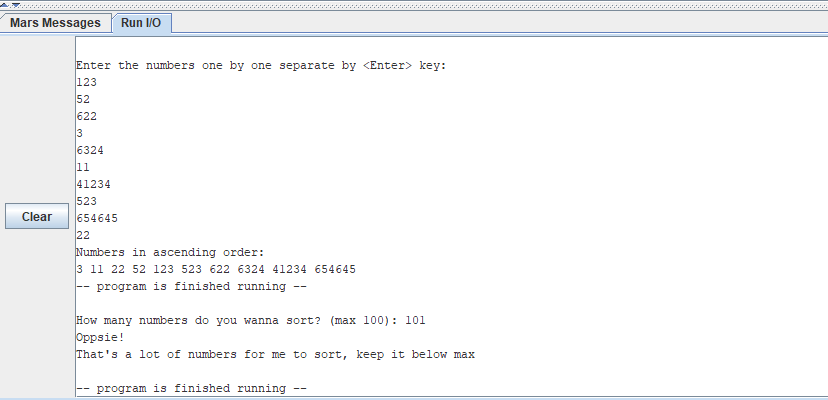 Mars Messages Run I/O
Enter the numbers one by one separate by <Enter> key:
123
52
622
3
6324
11
41234
523
654645
22
Numbers in ascending order:
3 11 22 52 123 523 622 6324 41234 654645
-- program is finished running --
How many numbers do you wanna sort? (max 100): 101
Oppsie!
That's a lot of numbers for me to sort, keep it below max
-- program is finished running --
Clear